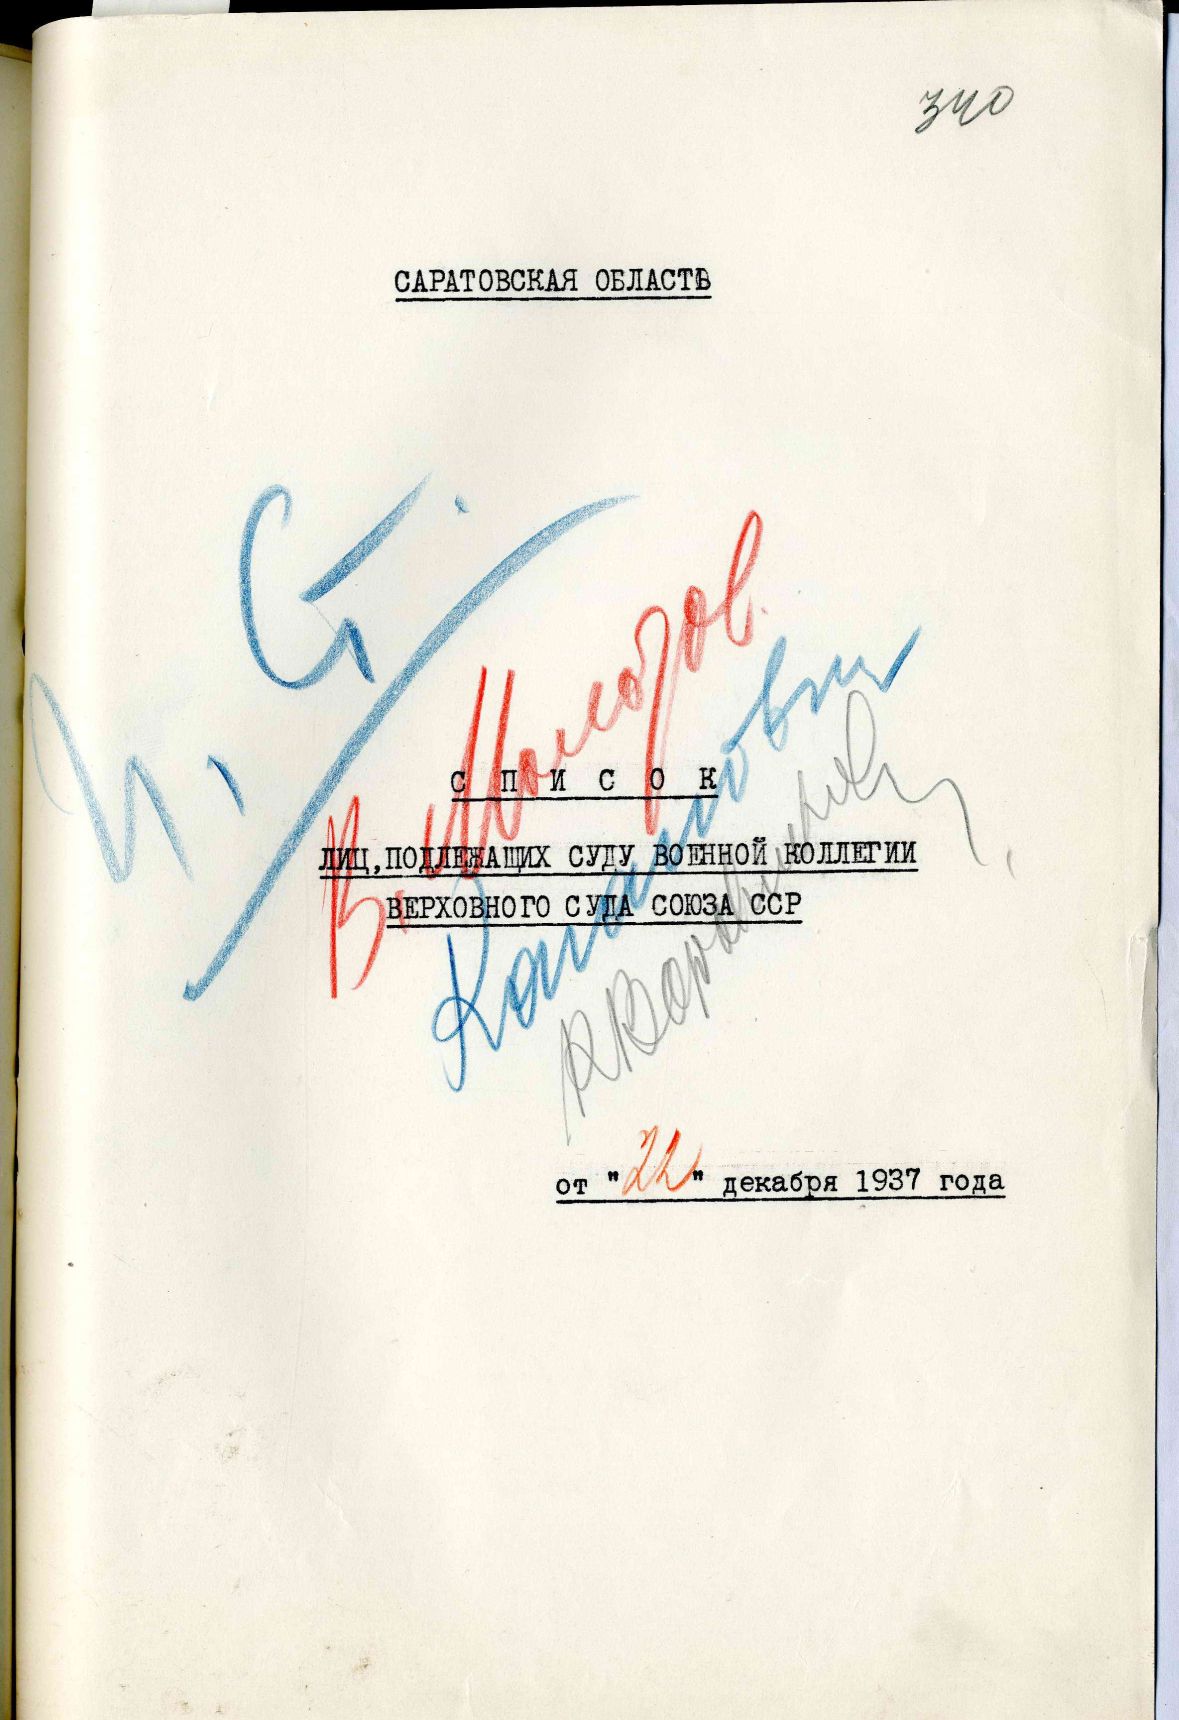 340
САРАТОВСКАЯ ОБЛАСТЬ
И. Ст.
В. Молотов.
Каганович
К Ворошилов.
С П И С О К
ЛИЦ, ПОДЛЕЖАЩИХ СУДУ ВОЕННОЙ КОЛЛЕГИИ
ВЕРХОВНОГО СУДА СОЮЗА ССР
от "22" декабря 1937 года